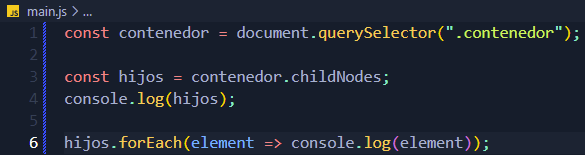 JS main.js > ...
1 const contenedor = document.querySelector(".contenedor");
2
3 const hijos = contenedor.childNodes;
4 console.log(hijos);
5
6 hijos.forEach(element => console.log(element));